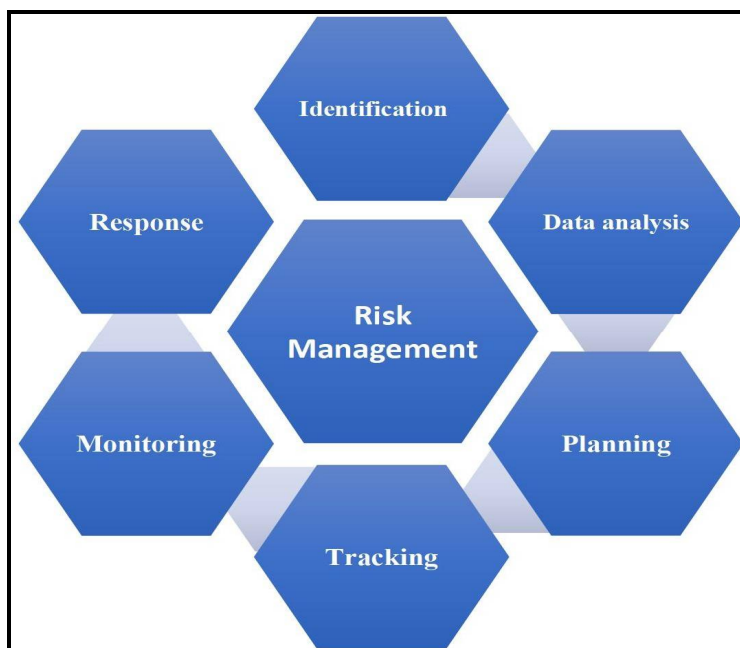 Identification
Response
Data analysis
Risk
Management
Monitoring
Planning
Tracking